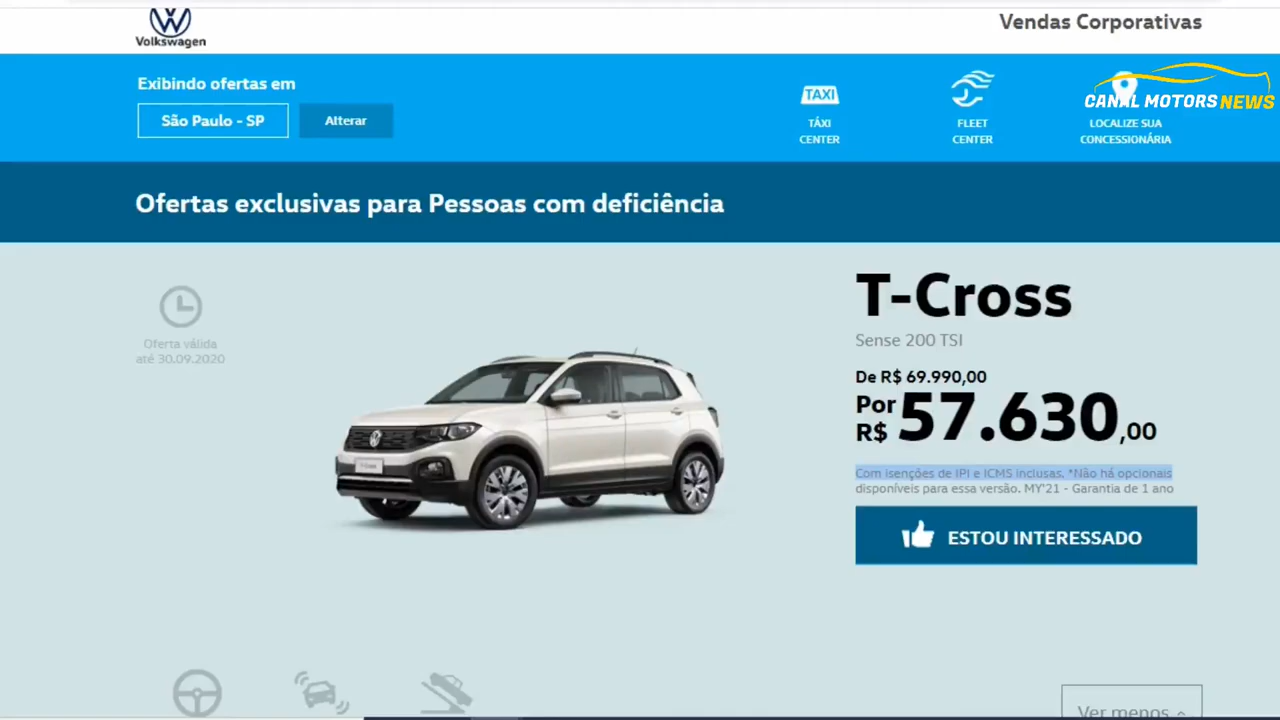 Volkswagen
Vendas Corporativas
Exibindo ofertas em
São Paulo - SP
Alterar
TAXI
TÁXI
CENTER
FLEET
CENTER
CANAL MOTORS NEWS
LOCALIZE SUA
CONCESSIONÁRIA
Ofertas exclusivas para Pessoas com deficiência
Oferta válida
até 30.09.2020
T-Cross
T-Cross
Sense 200 TSI
De R$ 69.990,00
Por
R$ 57.630,00
Com isenções de IPI e ICMS inclusas. *Não há opcionais
disponíveis para essa versão. MY'21 - Garantia de 1 ano
ESTOU INTERESSADO
Ver menos